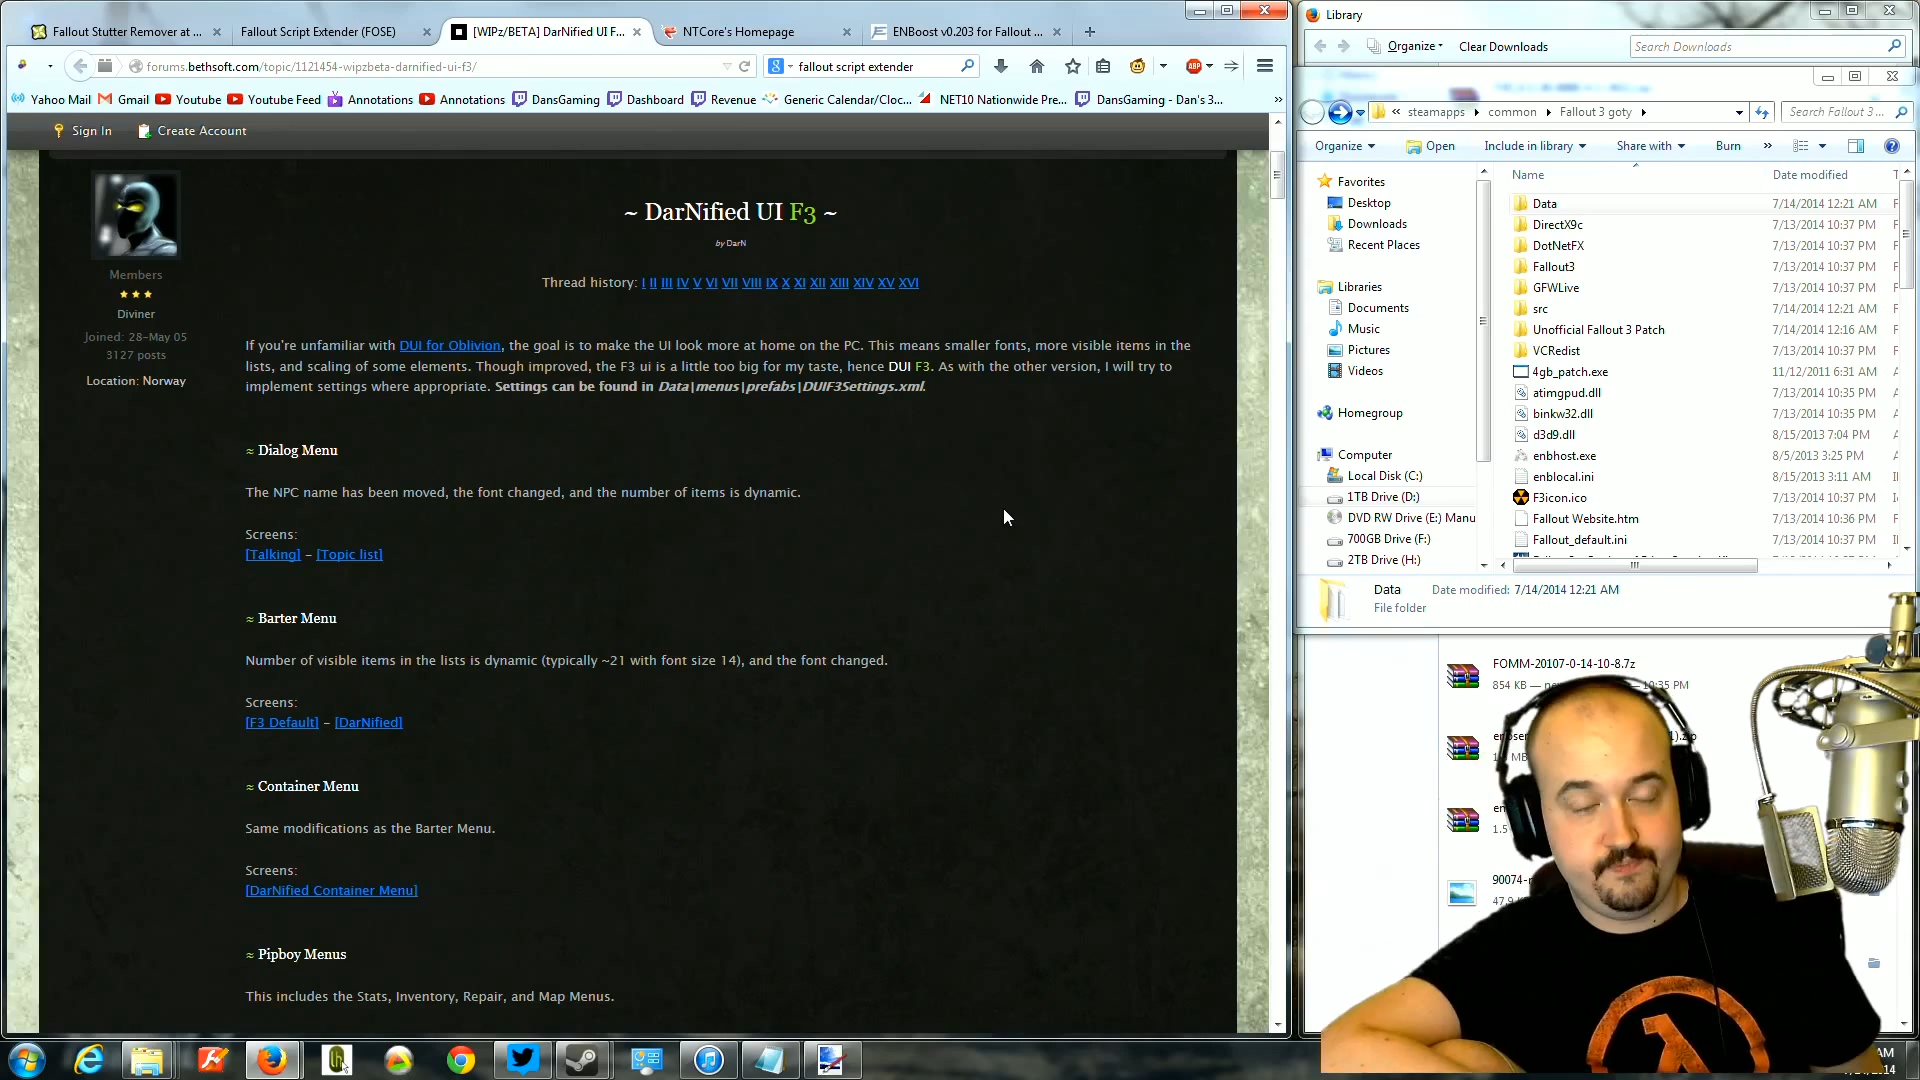 Fallout Stutter Remover at ...
Fallout Script Extender (FOSE)
[WIPz/BETA] DarNified UI F...
NTCore's Homepage
ENBoost v0.203 for Fallout ...
forums.bethsoft.com/topic/1121454-wipzbeta-darnified-ui-f3/
fallout script extender
ABP
Yahoo Mail
Gmail
Youtube
Youtube Feed
Annotations
Annotations
DansGaming
Dashboard
Revenue
Generic Calendar/Cloc...
NET10 Nationwide Pre...
DansGaming - Dan's 3...
Sign In
Create Account
Members
Diviner
Joined: 28-May 05
3127 posts
Location: Norway
~ DarNified UI F3 ~
by DarN
Thread history: I II III IV V VI VII VIII IX X XI XII XIII XIV XV XVI
If you're unfamiliar with DUI for Oblivion, the goal is to make the UI look more at home on the PC. This means smaller fonts, more visible items in the
lists, and scaling of some elements. Though improved, the F3 ui is a little too big for my taste, hence DUI F3. As with the other version, I will try to
implement settings where appropriate. Settings can be found in Data|menus|prefabs|DUIF3Settings.xml.
≈ Dialog Menu
The NPC name has been moved, the font changed, and the number of items is dynamic.
Screens:
[Talking] – [Topic list]
≈ Barter Menu
Number of visible items in the lists is dynamic (typically ~21 with font size 14), and the font changed.
Screens:
[F3 Default] – [DarNified]
≈ Container Menu
Same modifications as the Barter Menu.
Screens:
[DarNified Container Menu]
≈ Pipboy Menus
This includes the Stats, Inventory, Repair, and Map Menus.
Library
Organize
Clear Downloads
Search Downloads
« steamapps
common
Fallout 3 goty
Search Fallout 3 ...
Organize
Open
Include in library
Share with
Burn
»
Favorites
Desktop
Downloads
Recent Places
Libraries
Documents
Music
Pictures
Videos
Homegroup
Computer
Local Disk (C:)
1TB Drive (D:)
DVD RW Drive (E:) Manu
700GB Drive (F:)
2TB Drive (H:)
Name Date modified
Data 7/14/2014 12:21 AM
DirectX9c 7/13/2014 10:37 PM
DotNetFX 7/13/2014 10:37 PM
Fallout3 7/13/2014 10:37 PM
GFWLive 7/13/2014 10:37 PM
src 7/14/2014 12:21 AM
Unofficial Fallout 3 Patch 7/14/2014 12:16 AM
VCRedist 7/13/2014 10:37 PM
4gb_patch.exe 11/12/2011 6:31 AM
atimgpud.dll 7/13/2014 10:35 PM
binkw32.dll 7/13/2014 10:35 PM
d3d9.dll 8/15/2013 7:04 PM
enbhost.exe 8/5/2013 3:25 PM
enblocal.ini 8/15/2013 3:11 AM
F3icon.ico 7/13/2014 10:37 PM
Fallout Website.htm 7/13/2014 10:36 PM
Fallout_default.ini 7/13/2014 10:37 PM
Data Date modified: 7/14/2014 12:21 AM
File folder
FOMM-20107-0-14-10-8.7z
854 KB — 10:35 PM
90074-
AM